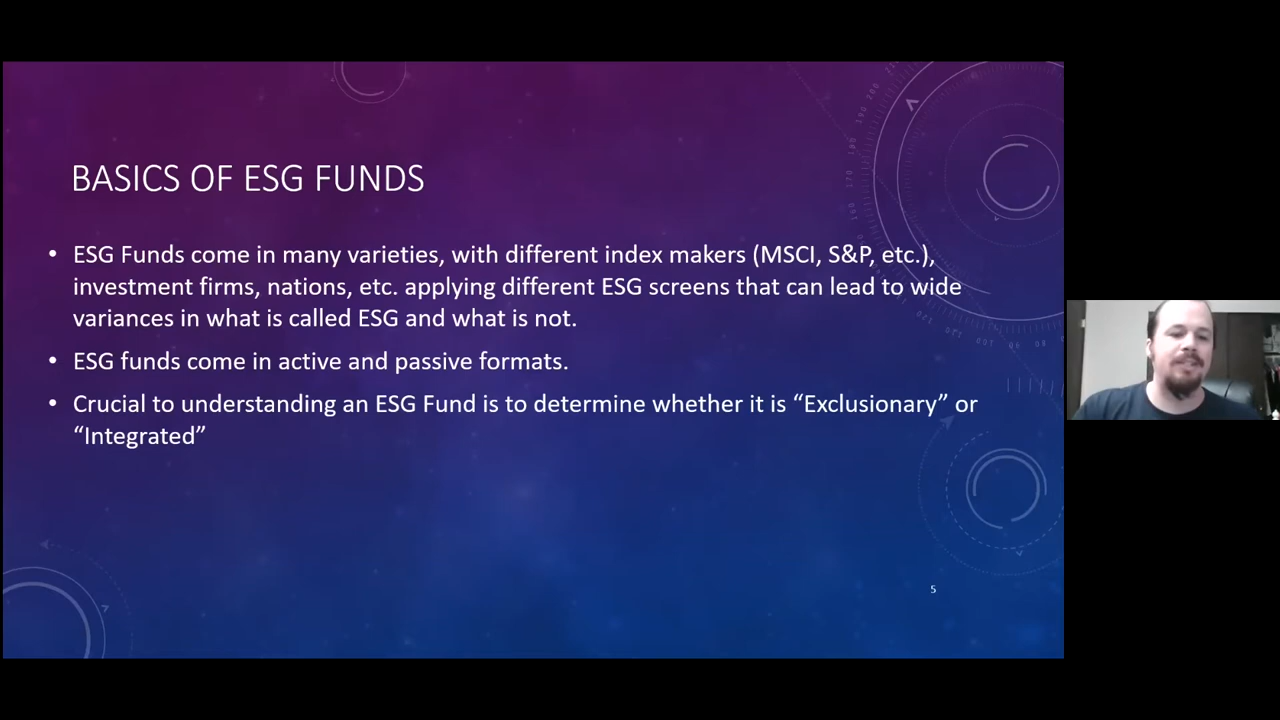 BASICS OF ESG FUNDS
• ESG Funds come in many varieties, with different index makers (MSCI, S&P, etc.),
investment firms, nations, etc. applying different ESG screens that can lead to wide
variances in what is called ESG and what is not.
• ESG funds come in active and passive formats.
• Crucial to understanding an ESG Fund is to determine whether it is “Exclusionary” or
“Integrated”
5